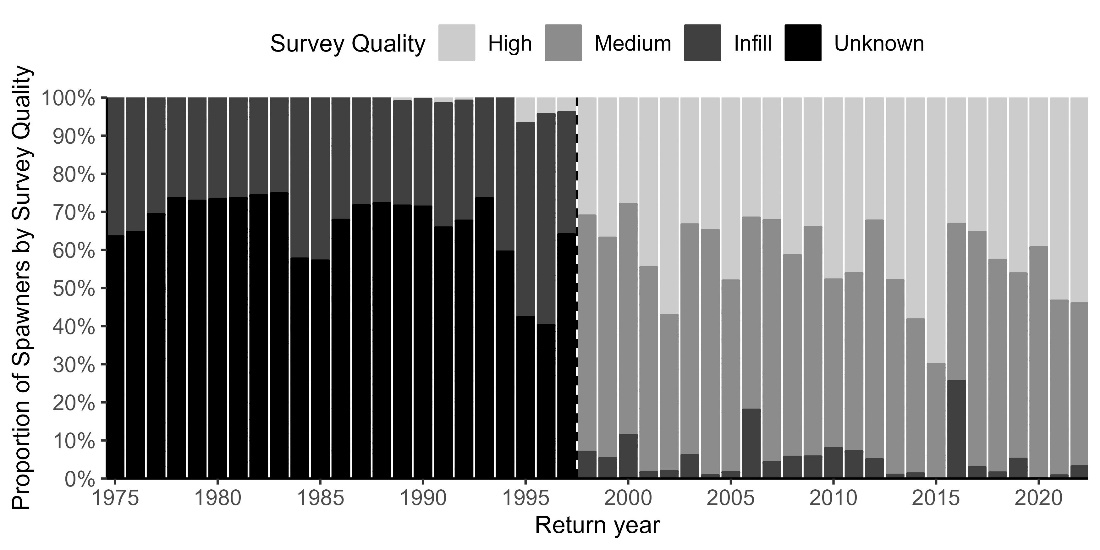 Survey Quality High Medium Infill Unknown
Proportion of Spawners by Survey Quality
100%
90%
80%
70%
60%
50%
40%
30%
20%
10%
0%
1975 1980 1985 1990 1995 2000 2005 2010 2015 2020
Return year